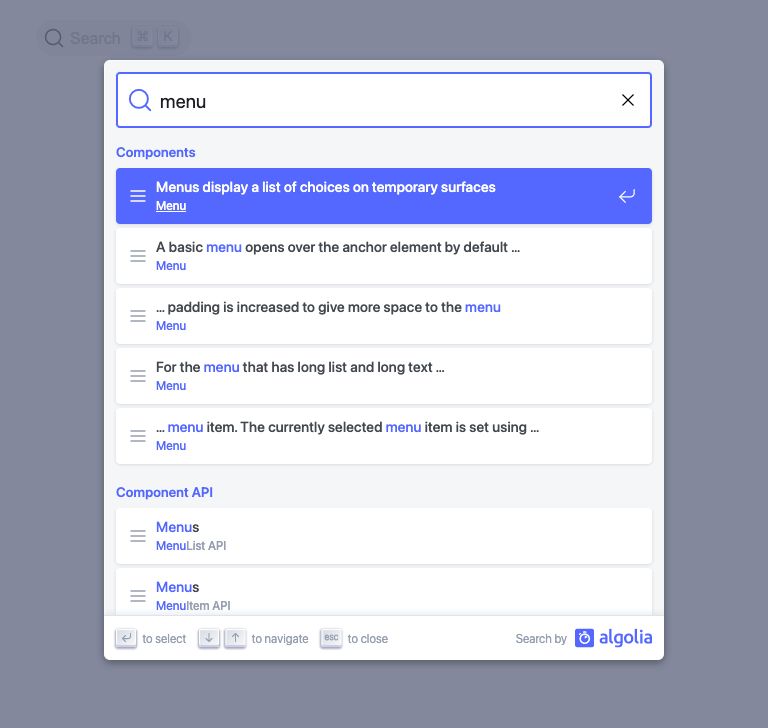 Search ⌘ K
menu
Components
Menus display a list of choices on temporary surfaces
Menu
A basic menu opens over the anchor element by default ...
Menu
... padding is increased to give more space to the menu
Menu
For the menu that has long list and long text ...
Menu
... menu item. The currently selected menu item is set using ...
Menu
Component API
Menus
MenuList API
Menus
MenuItem API
to select
to navigate
esc to close
Search by algolia